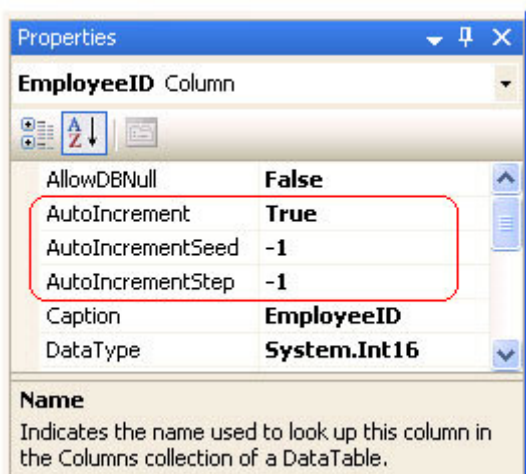 Properties
EmployeeID Column
AllowDBNull False
AutoIncrement True
AutoIncrementSeed -1
AutoIncrementStep -1
Caption EmployeeID
DataType System.Int16
Name
Indicates the name used to look up this column in
the Columns collection of a DataTable.